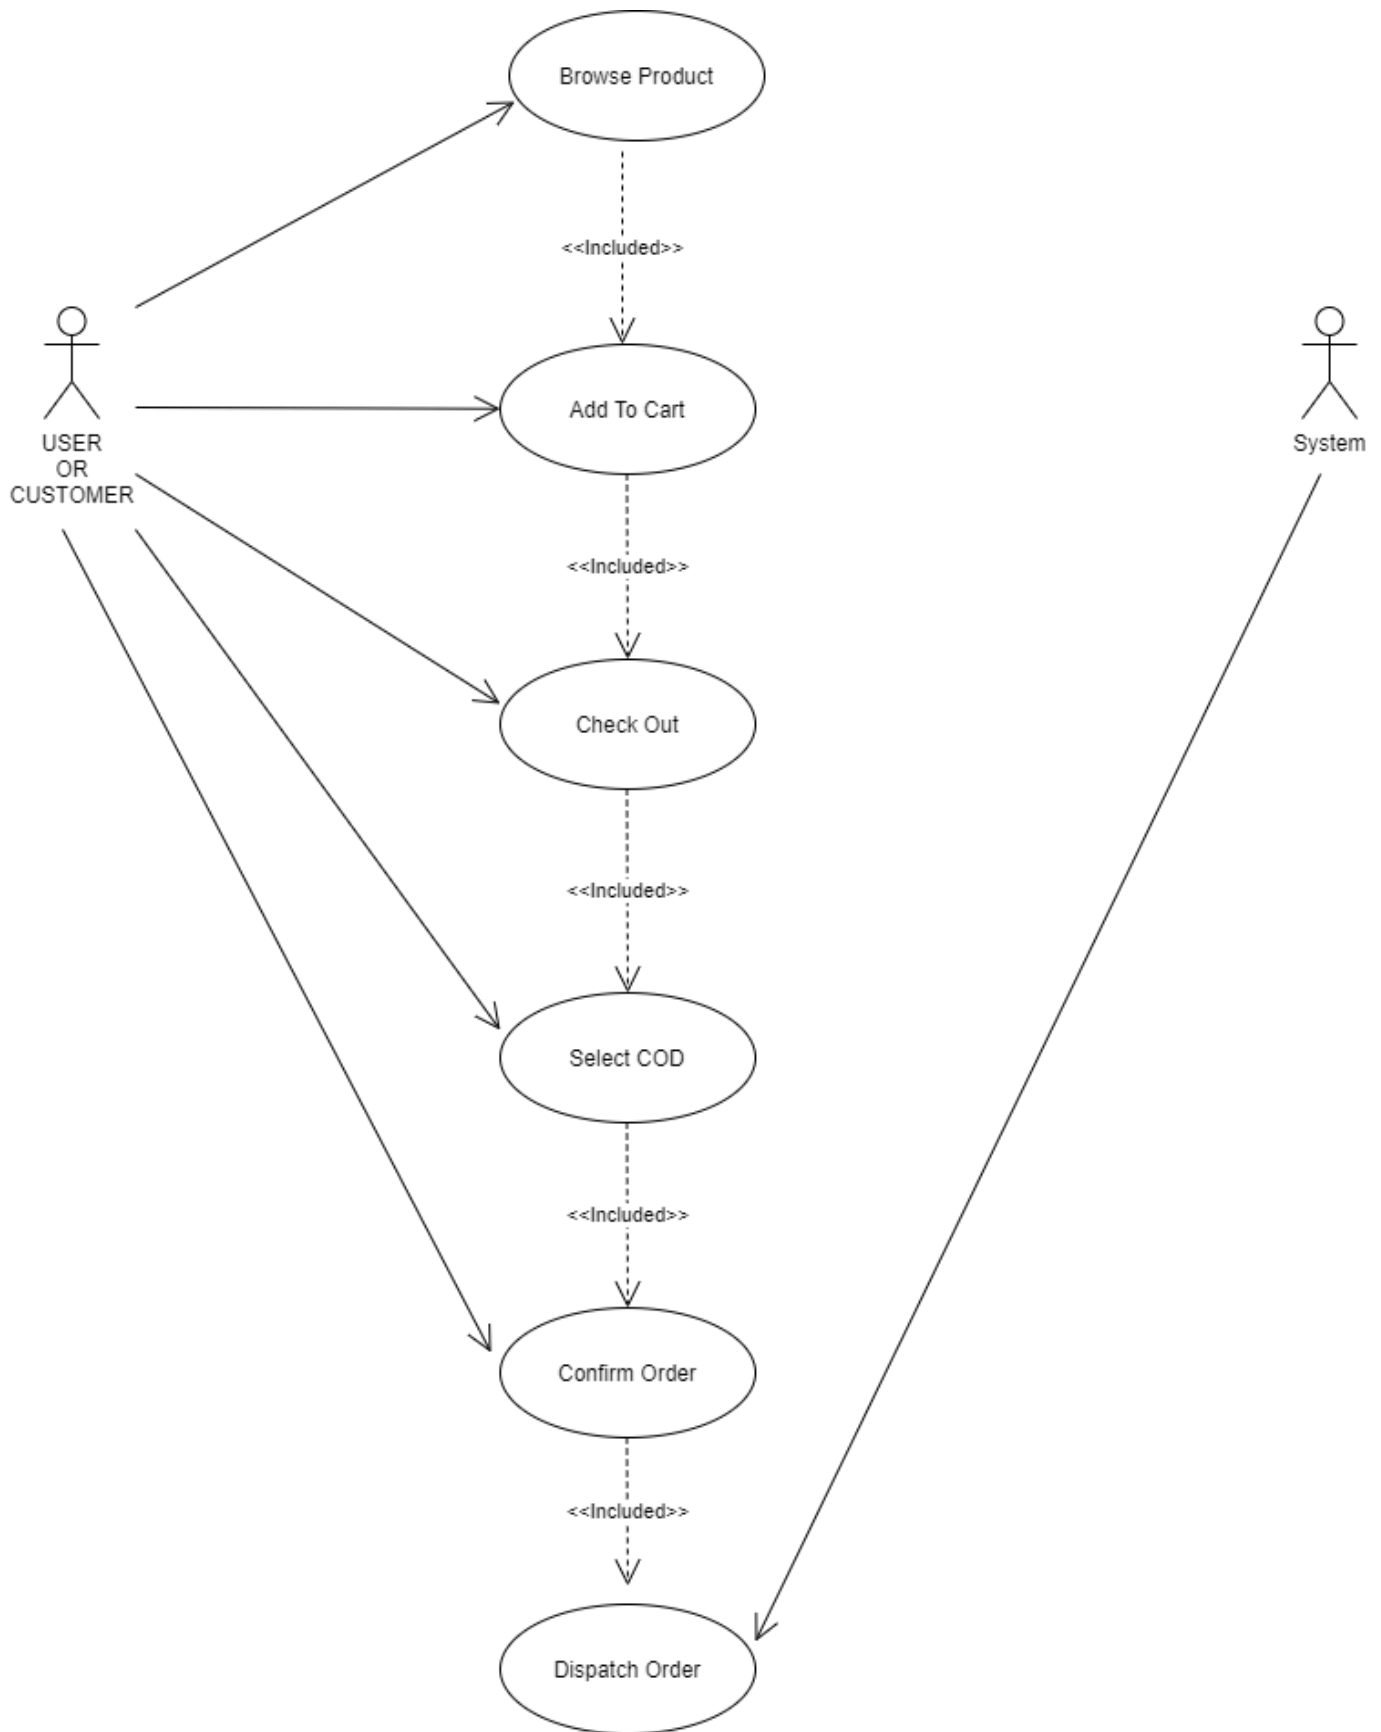 Browse Product
<<Included>>
USER
OR
CUSTOMER
Add To Cart
System
<<Included>>
Check Out
<<Included>>
Select COD
<<Included>>
Confirm Order
<<Included>>
Dispatch Order